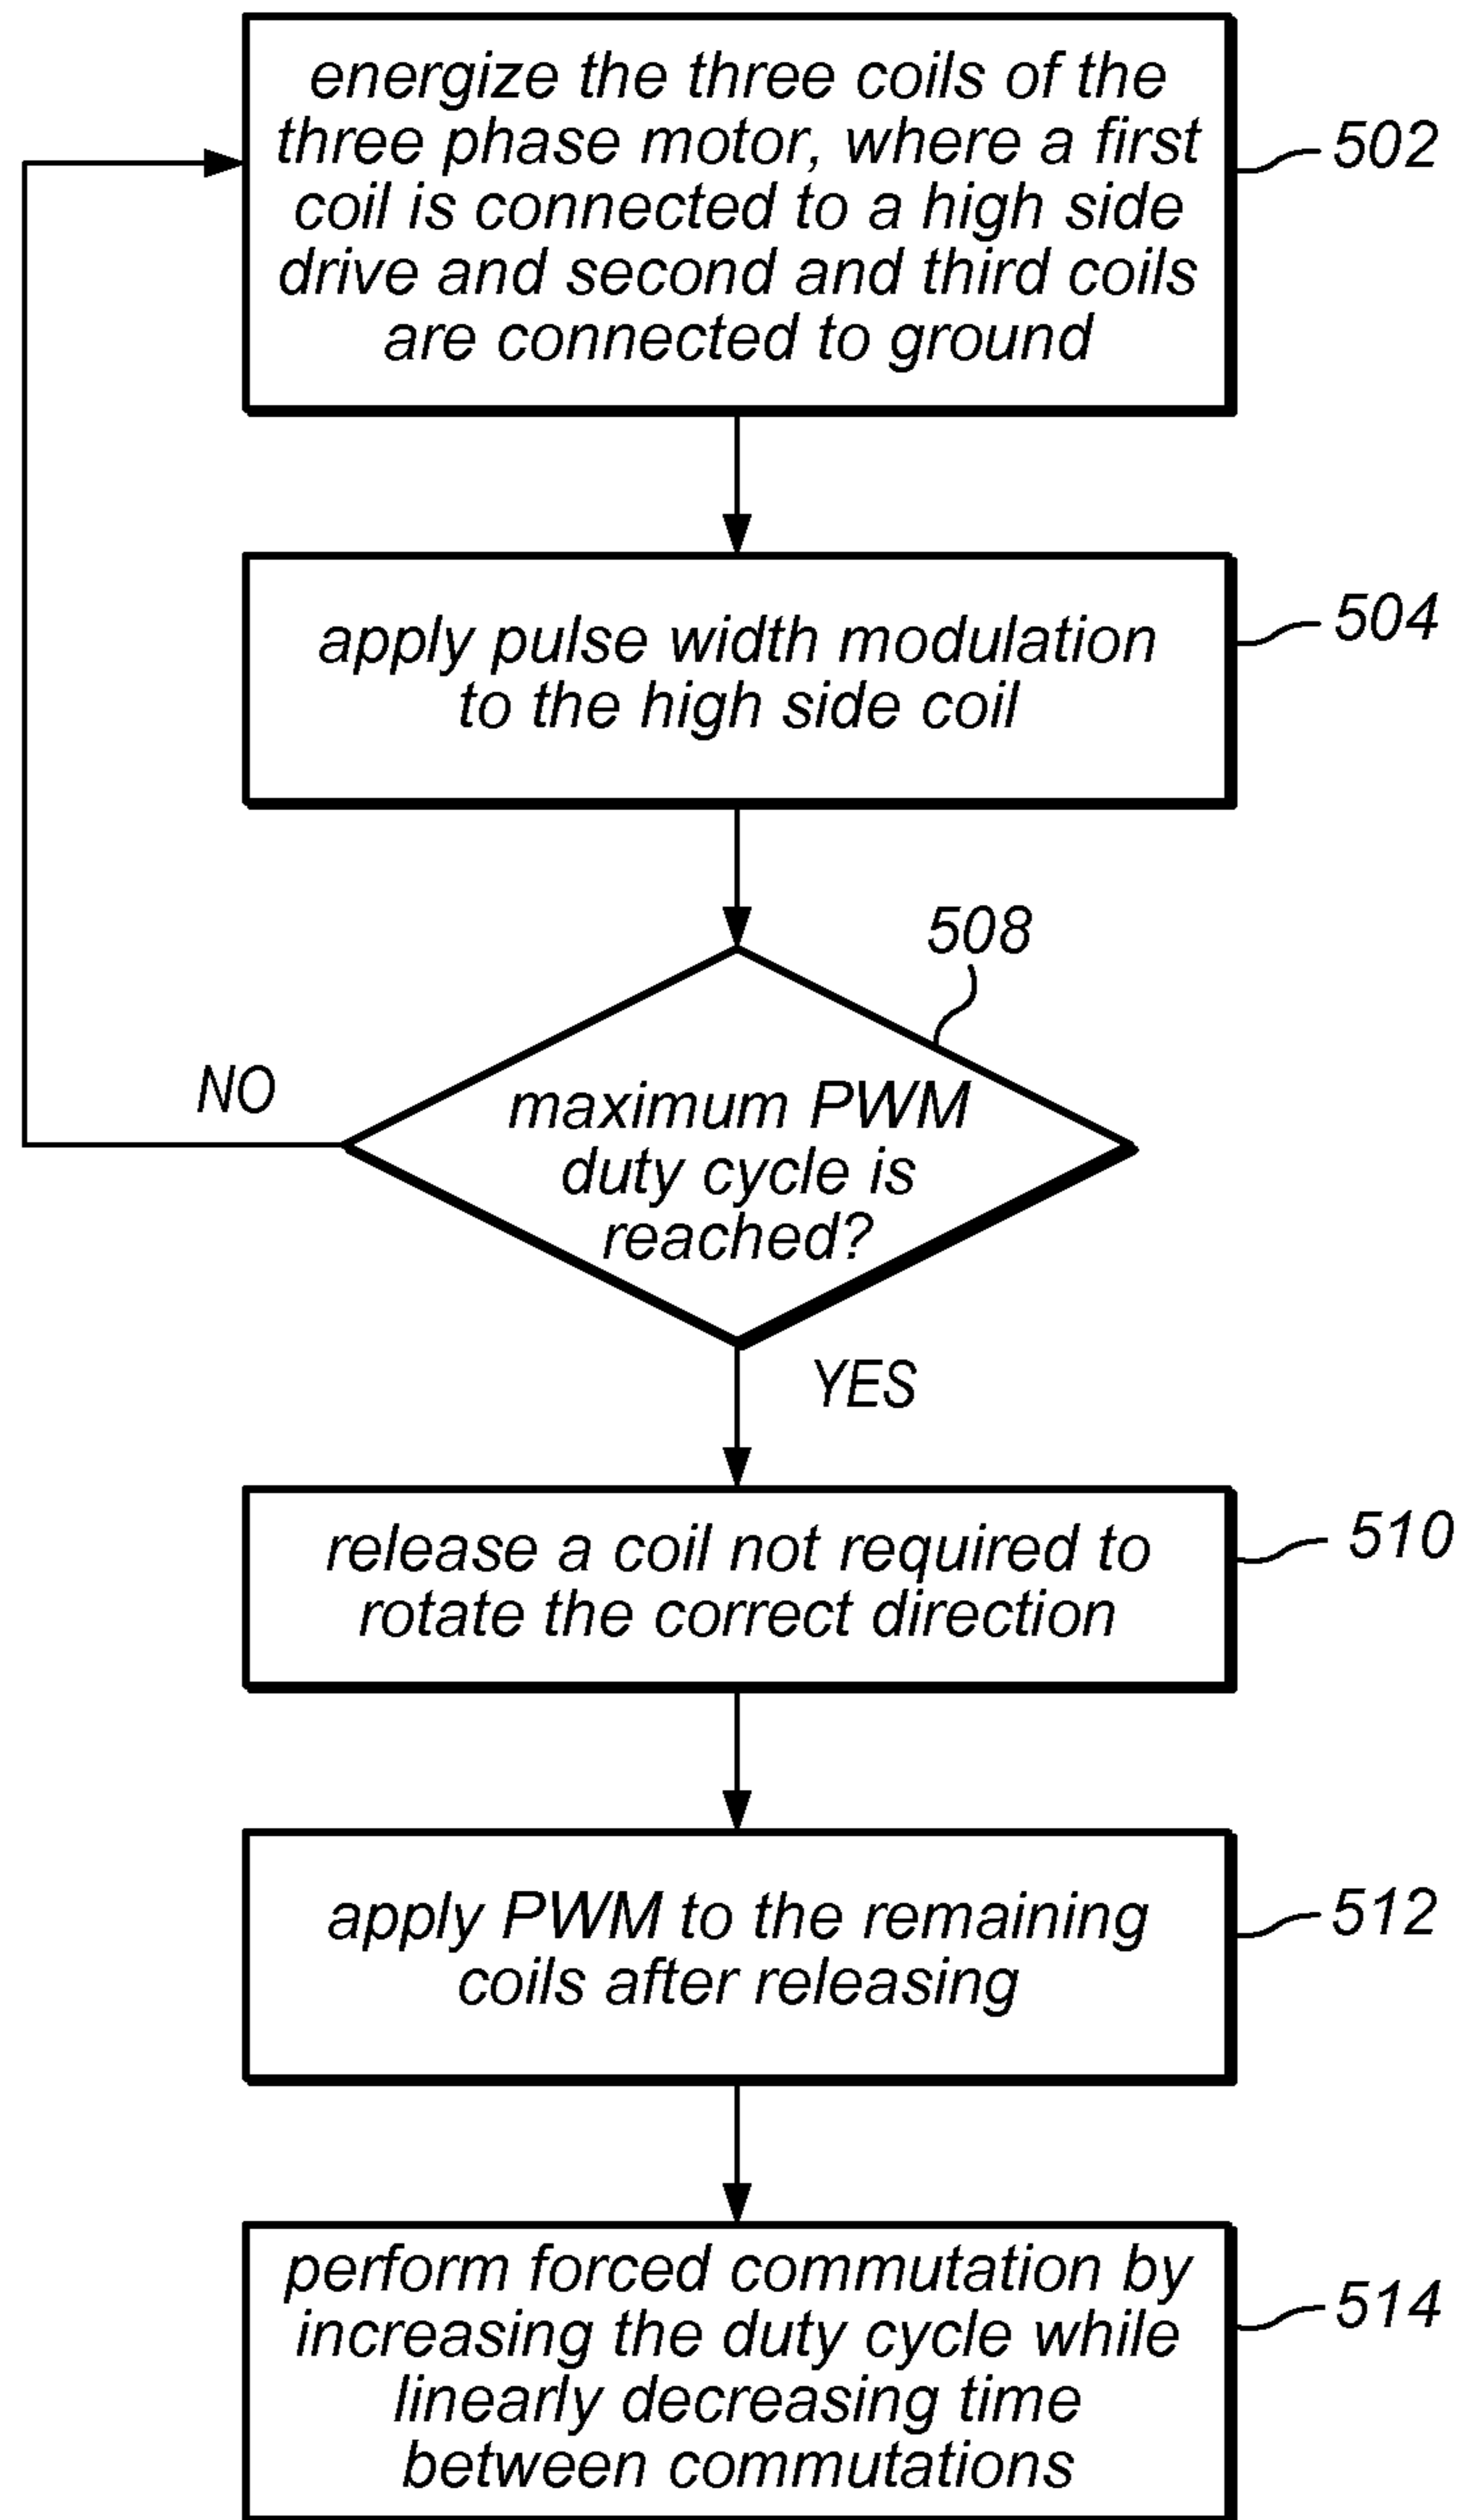 energize the three coils of the
three phase motor, where a first
coil is connected to a high side
drive and second and third coils
are connected to ground
502
apply pulse width modulation
to the high side coil
504
508
NO
maximum PWM
duty cycle is
reached?
YES
release a coil not required to
rotate the correct direction
510
apply PWM to the remaining
coils after releasing
512
perform forced commutation by
increasing the duty cycle while
linearly decreasing time
between commutations
514